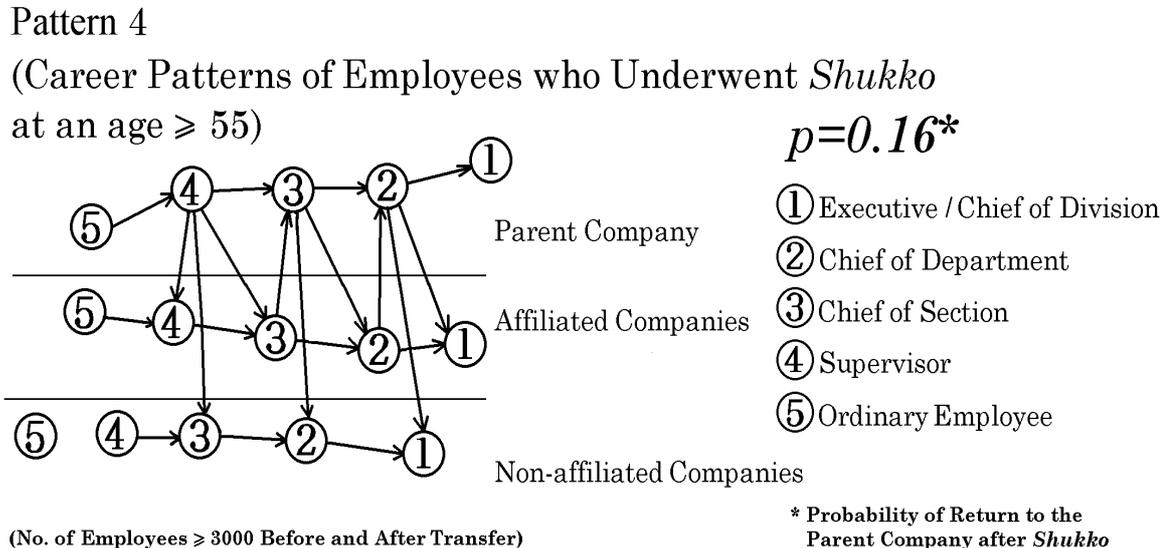 Pattern 4
(Career Patterns of Employees who Underwent Shukko
at an age ⩾ 55)
p=0.16*
① Executive / Chief of Division
② Chief of Department
③ Chief of Section
④ Supervisor
⑤ Ordinary Employee
⑤ ④ ③ ② ①
Parent Company
⑤ ④ ③ ② ①
Affiliated Companies
⑤ ④ ③ ② ①
Non-affiliated Companies
(No. of Employees ⩾ 3000 Before and After Transfer)
* Probability of Return to the
Parent Company after Shukko